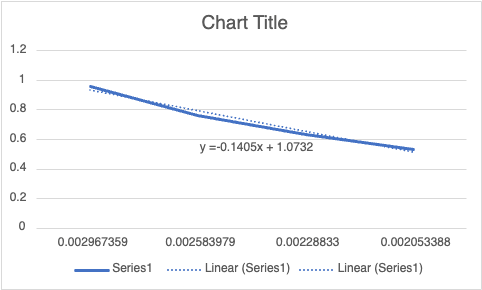 Chart Title
1.2
1
0.8
0.6
0.4
0.2
0
y =-0.1405x + 1.0732
0.002967359 0.002583979 0.00228833 0.002053388
Series1 Linear (Series1) Linear (Series1)